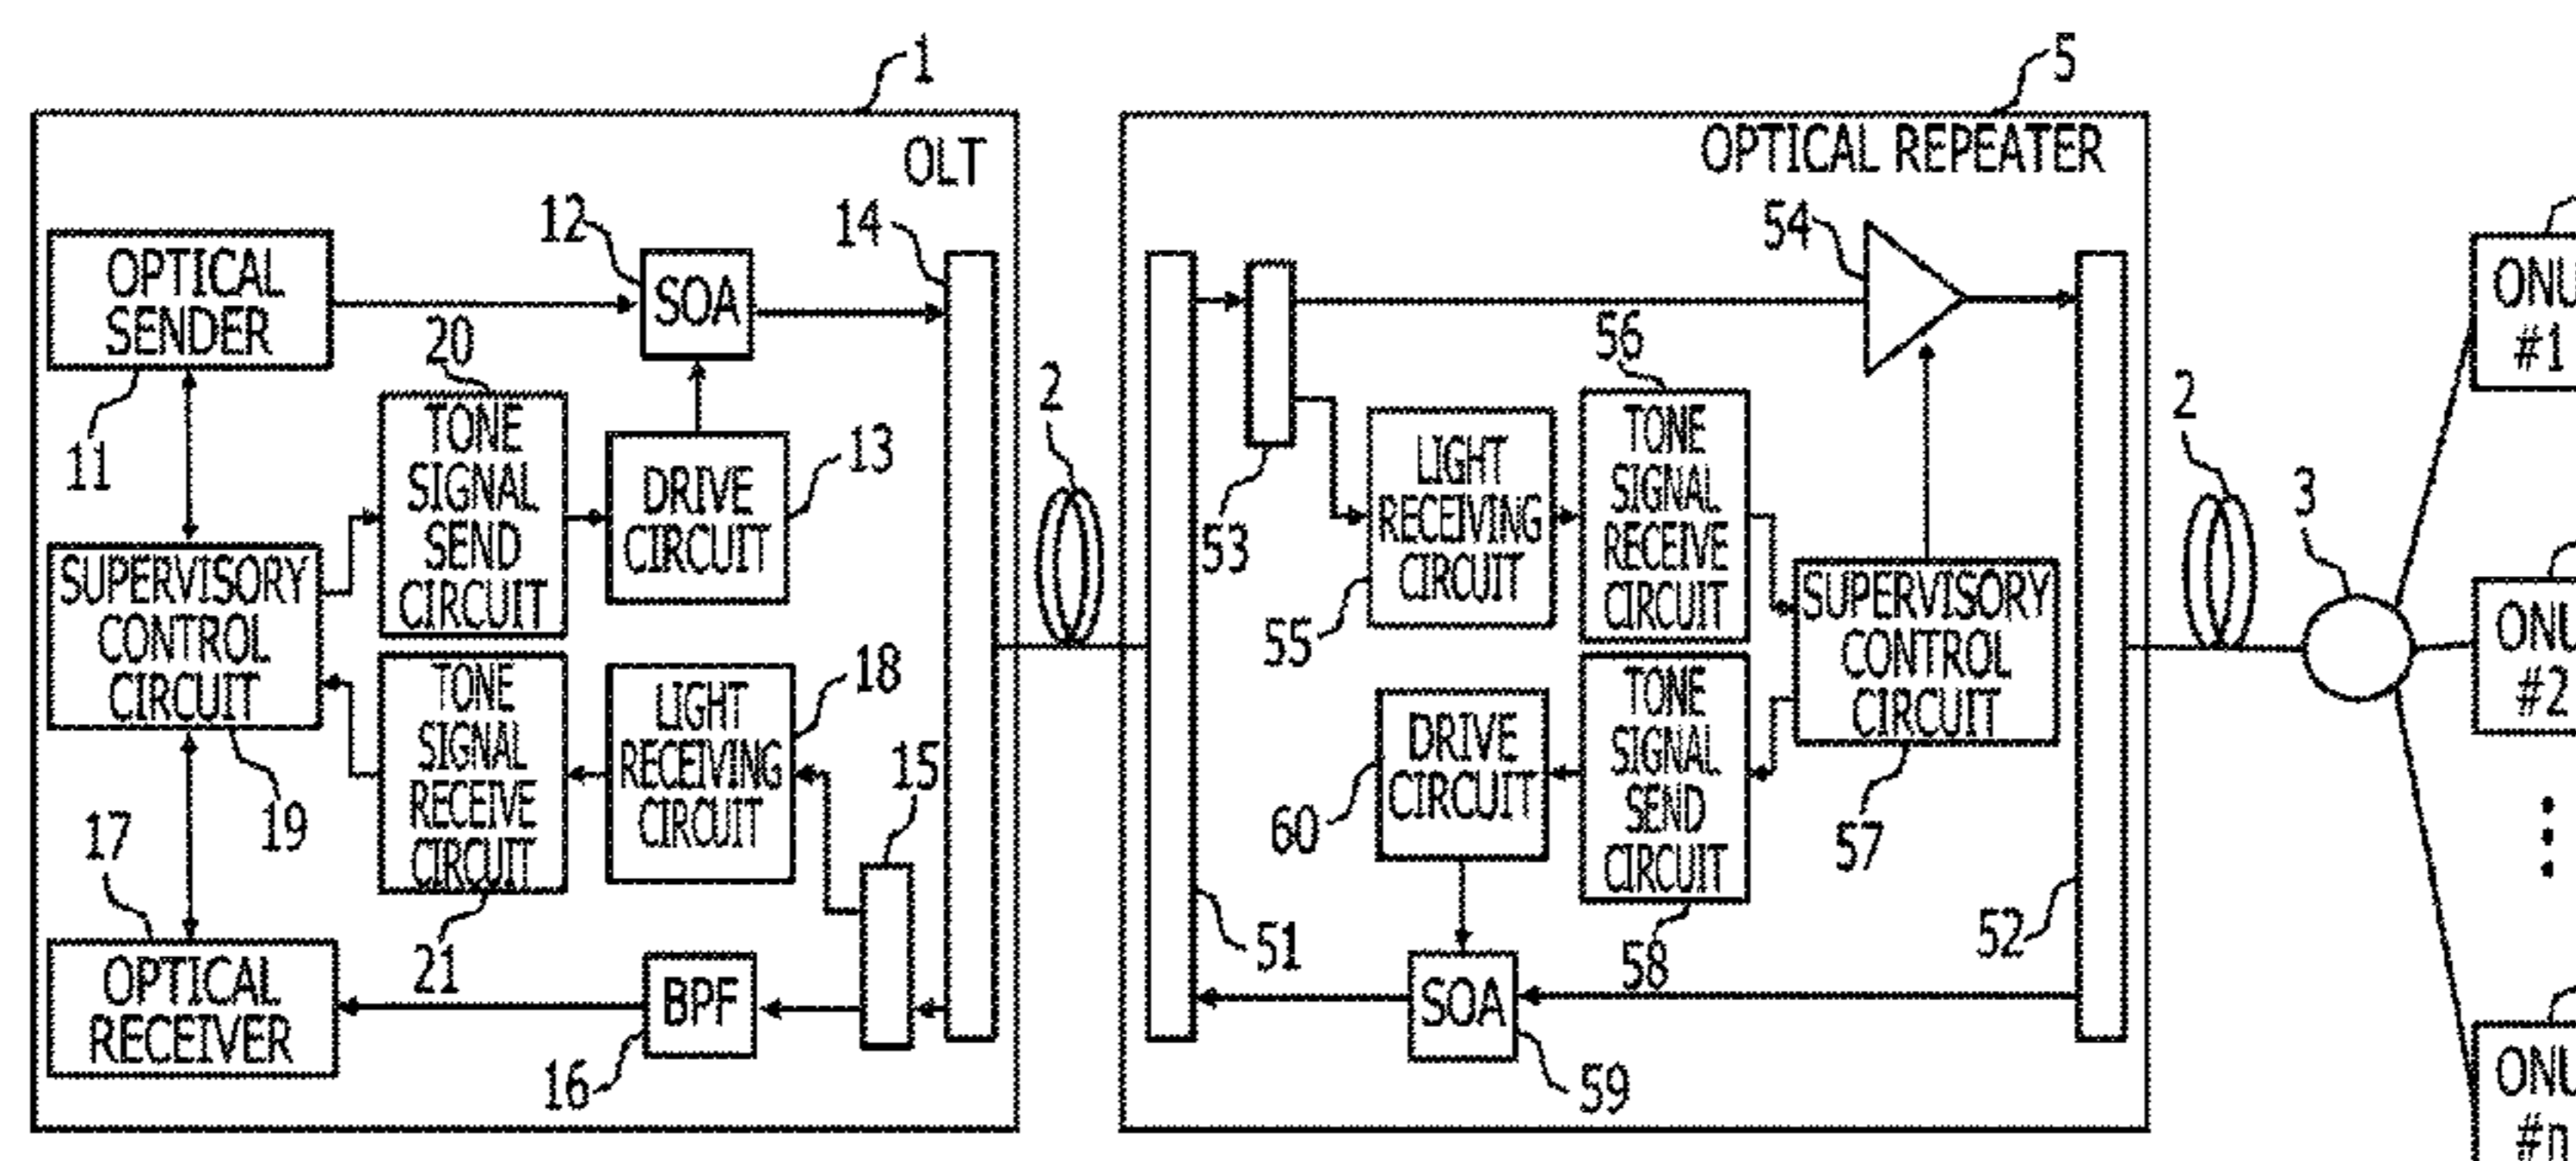 1
OLT
OPTICAL
SENDER
11
12
SOA
14
20
TONE
SIGNAL
SEND
CIRCUIT
DRIVE
CIRCUIT
13
SUPERVISORY
CONTROL
CIRCUIT
19
TONE
SIGNAL
RECEIVE
CIRCUIT
21
LIGHT
RECEIVING
CIRCUIT
18
15
17
OPTICAL
RECEIVER
BPF
16
2
5
OPTICAL REPEATER
54
53
56
LIGHT
RECEIVING
CIRCUIT
55
TONE
SIGNAL
RECEIVE
CIRCUIT
SUPERVISORY
CONTROL
CIRCUIT
57
DRIVE
CIRCUIT
60
TONE
SIGNAL
SEND
CIRCUIT
58
51
52
SOA
59
2
3
ONU
#1
ONU
#2
ONU
#n